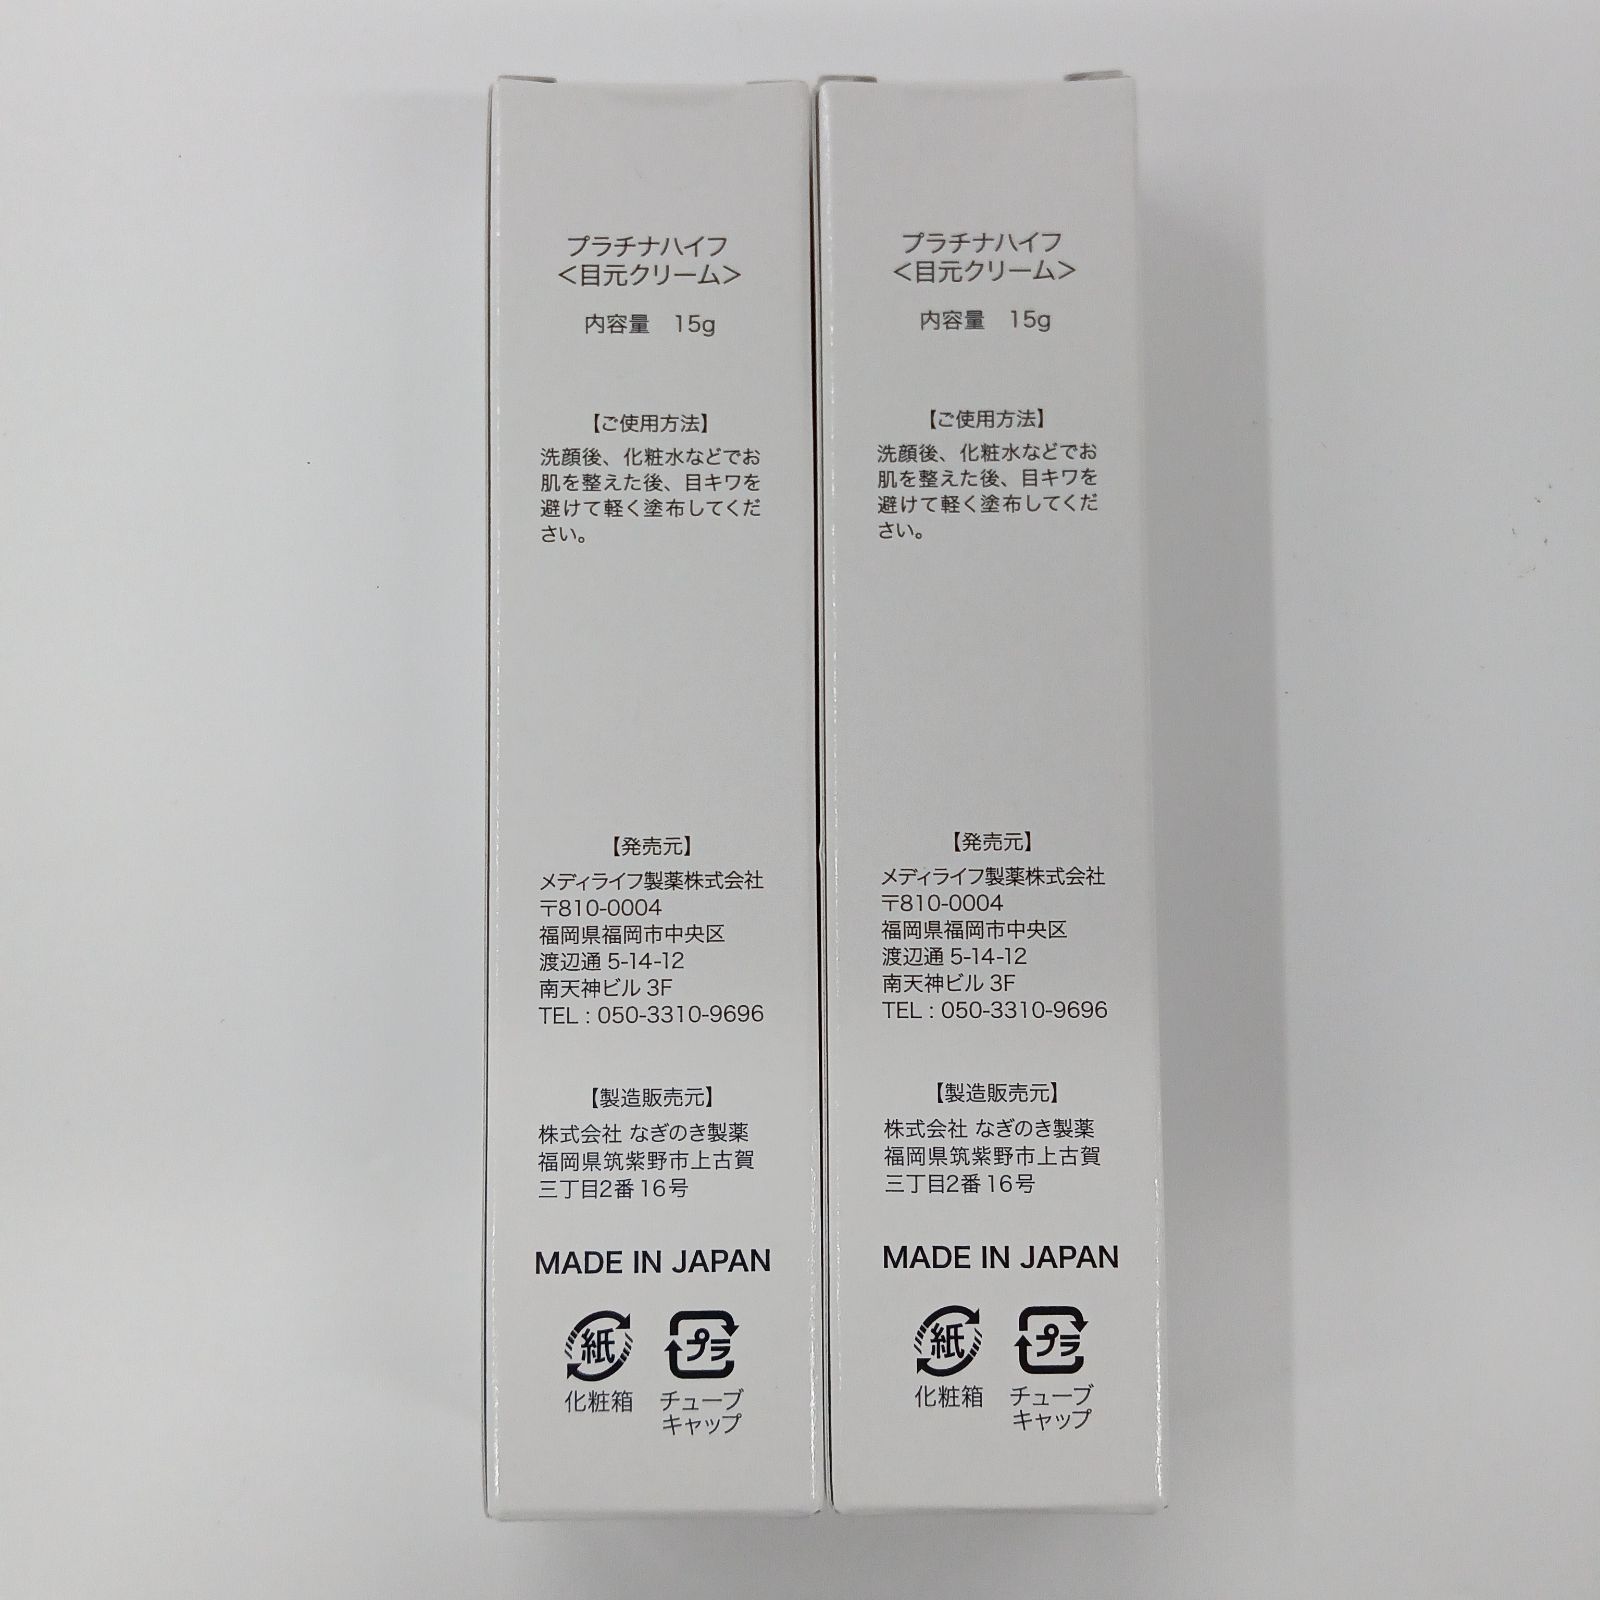 プラチナハイフ
<目元クリーム>
内容量　15g
【ご使用方法】
洗顔後、化粧水などでお
肌を整えた後、目キワを
避けて軽く塗布してくだ
さい。
【発売元】
メディライフ製薬株式会社
〒810-0004
福岡県福岡市中央区
渡辺通 5-14-12
南天神ビル 3F
TEL : 050-3310-9696
【製造販売元】
株式会社 なぎのき製薬
福岡県筑紫野市上古賀
三丁目2番16号
MADE IN JAPAN
紙 プラ
化粧箱 チューブ
キャップ
プラチナハイフ
<目元クリーム>
内容量　15g
【ご使用方法】
洗顔後、化粧水などでお
肌を整えた後、目キワを
避けて軽く塗布してくだ
さい。
【発売元】
メディライフ製薬株式会社
〒810-0004
福岡県福岡市中央区
渡辺通 5-14-12
南天神ビル 3F
TEL : 050-3310-9696
【製造販売元】
株式会社 なぎのき製薬
福岡県筑紫野市上古賀
三丁目2番16号
MADE IN JAPAN
紙 プラ
化粧箱 チューブ
キャップ